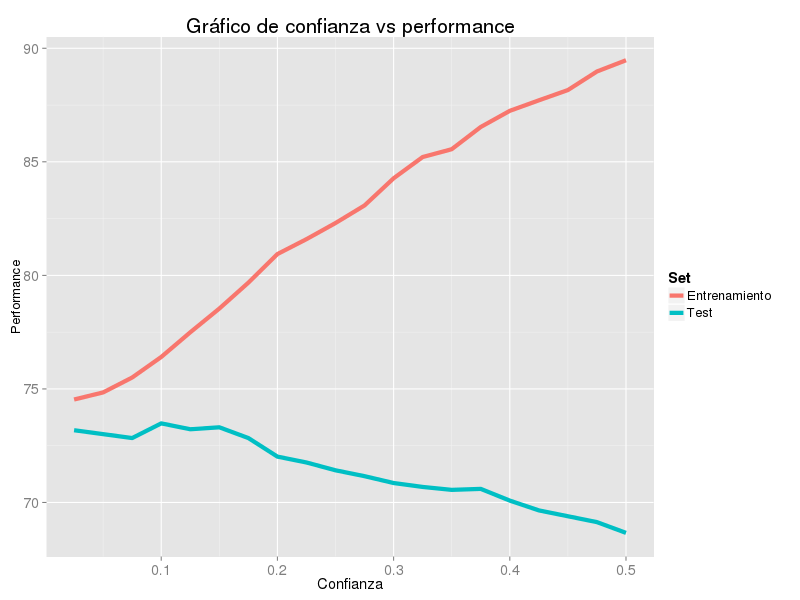 Gráfico de confianza vs performance
90
85
80
75
70
Performance
0.1 0.2 0.3 0.4 0.5
Confianza
Set
Entrenamiento
Test